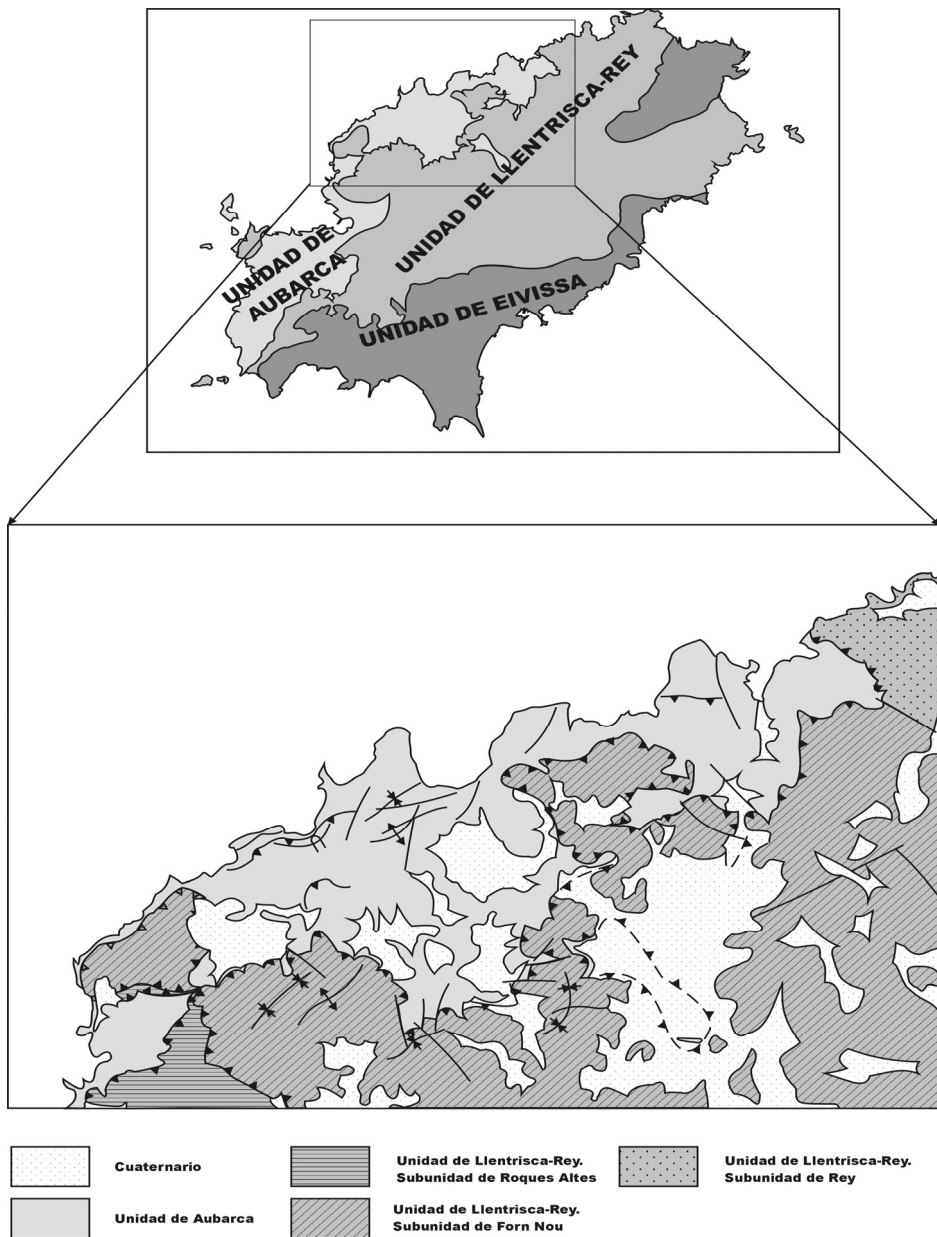 UNIDAD DE LLENTRISCA-REY
UNIDAD DE
AUBARCA
UNIDAD DE EIVISSA
Cuaternario
Unidad de Llentrisca-Rey.
Subunidad de Roques Altes
Unidad de Llentrisca-Rey.
Subunidad de Rey
Unidad de Aubarca
Unidad de Llentrisca-Rey.
Subunidad de Forn Nou